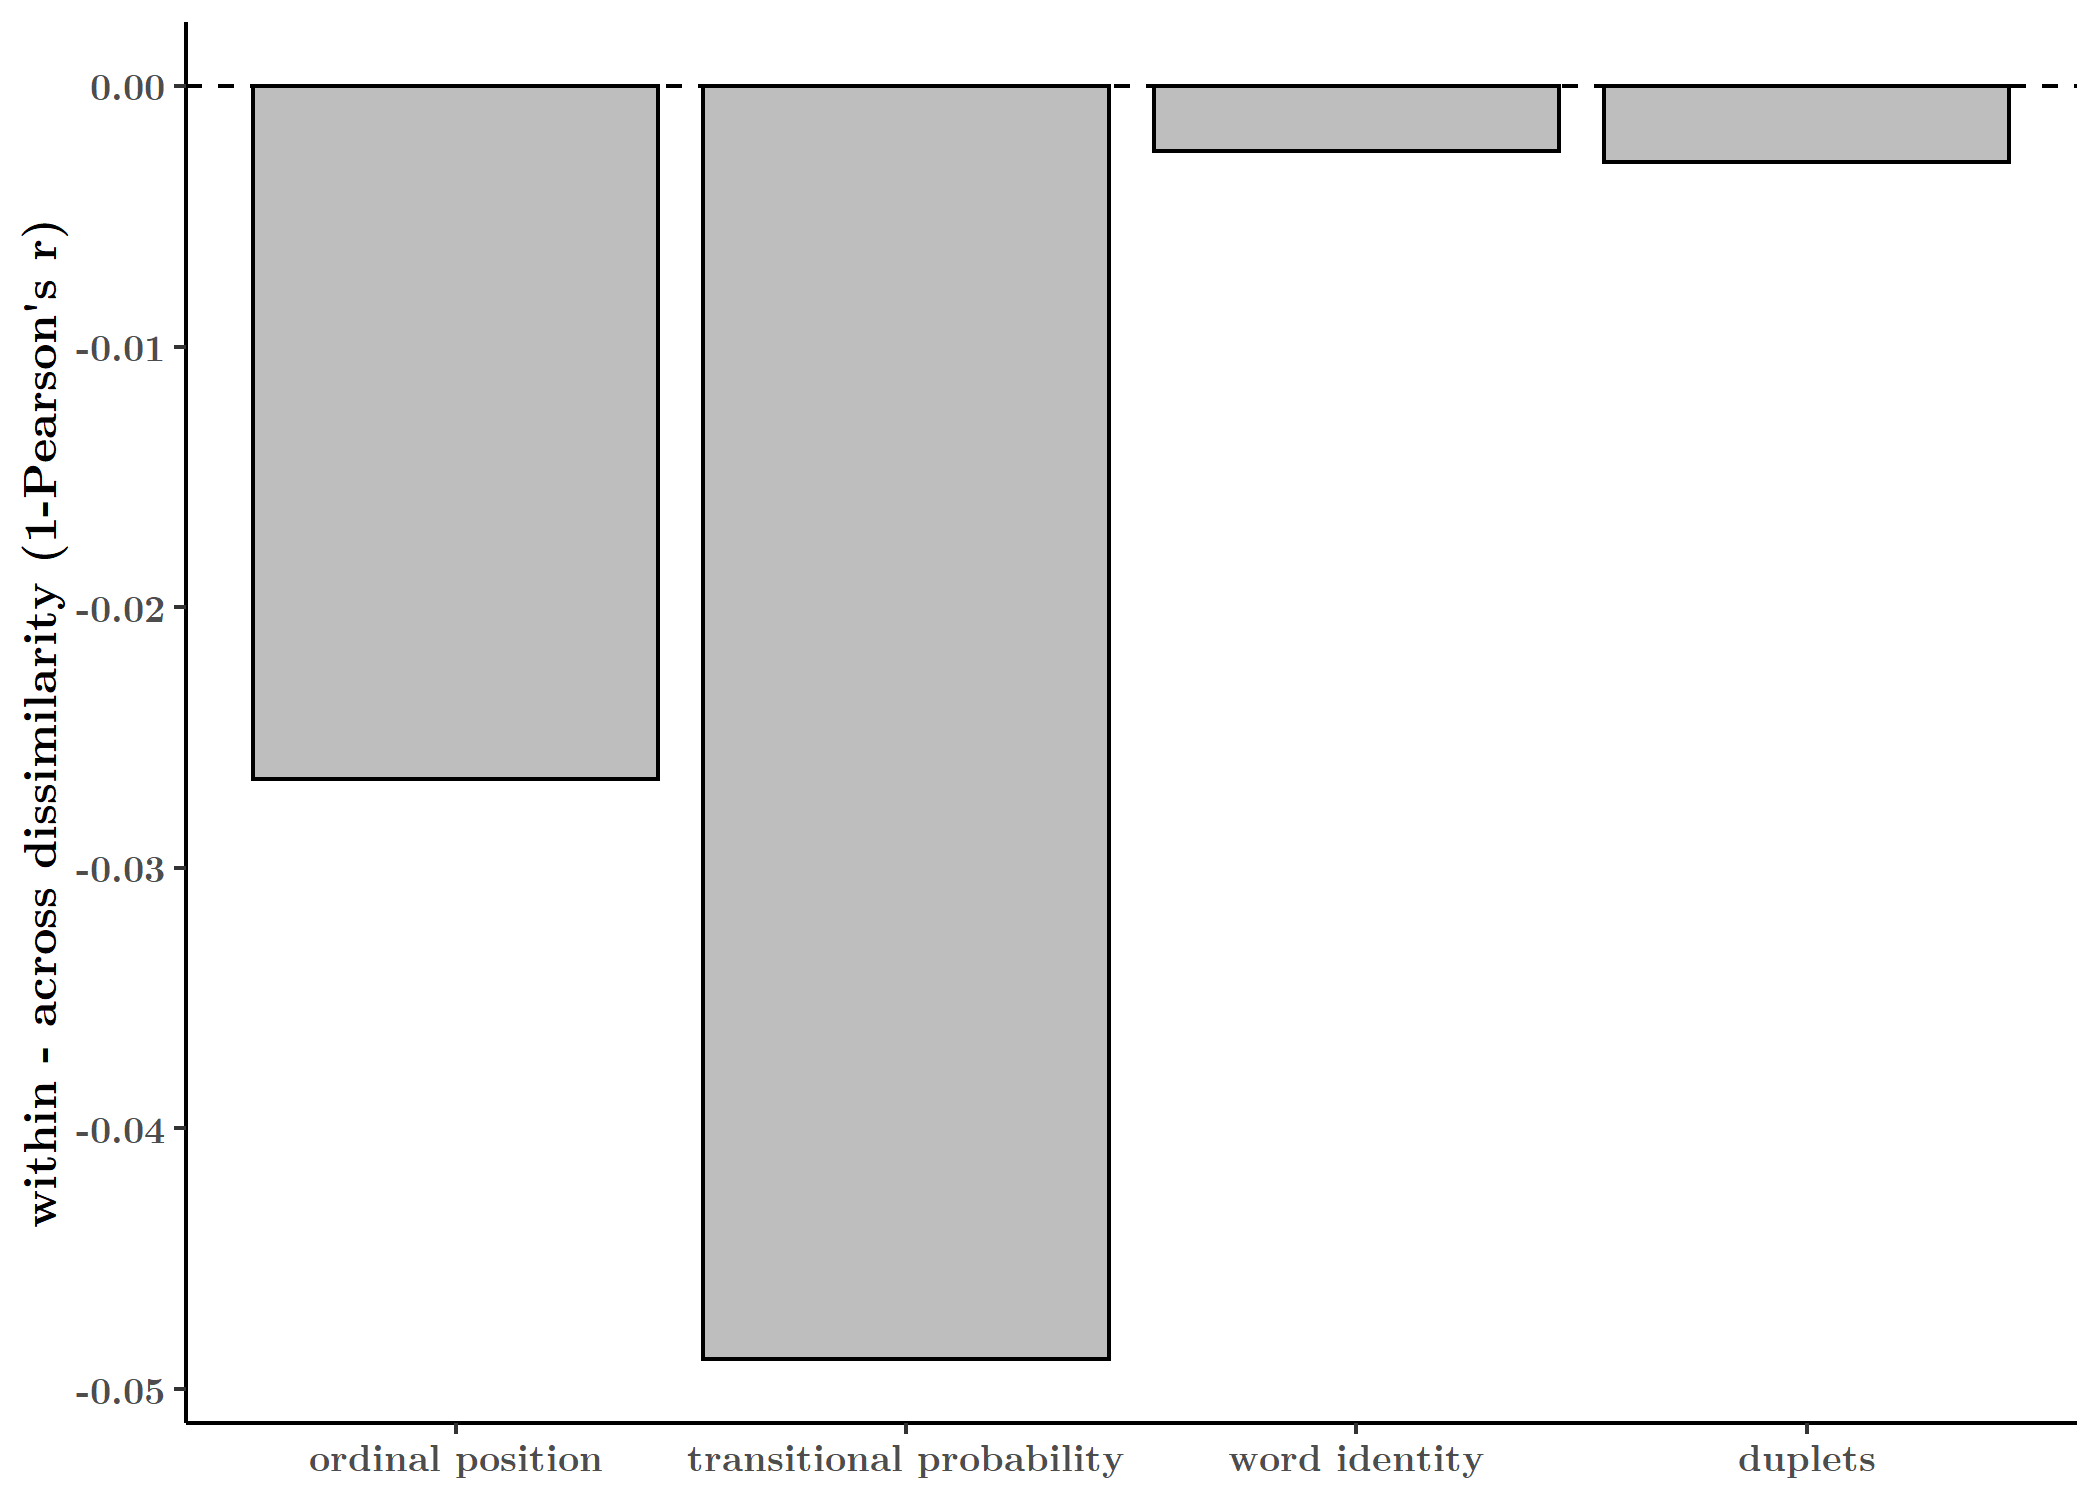 within - across dissimilarity (1-Pearson's r)
0.00
-0.01
-0.02
-0.03
-0.04
-0.05
ordinal position
transitional probability
word identity
duplets